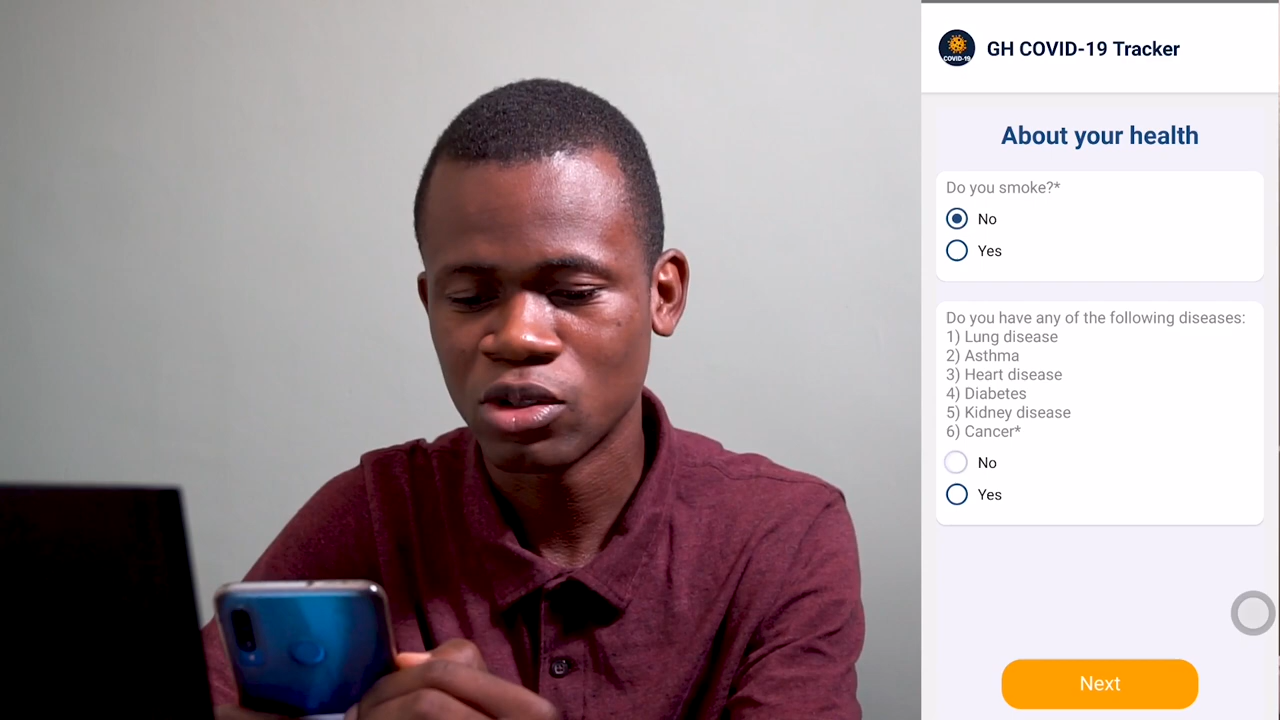 COVID-19
GH COVID-19 Tracker
About your health
Do you smoke?*
No
Yes
Do you have any of the following diseases:
1) Lung disease
2) Asthma
3) Heart disease
4) Diabetes
5) Kidney disease
6) Cancer*
No
Yes
Next